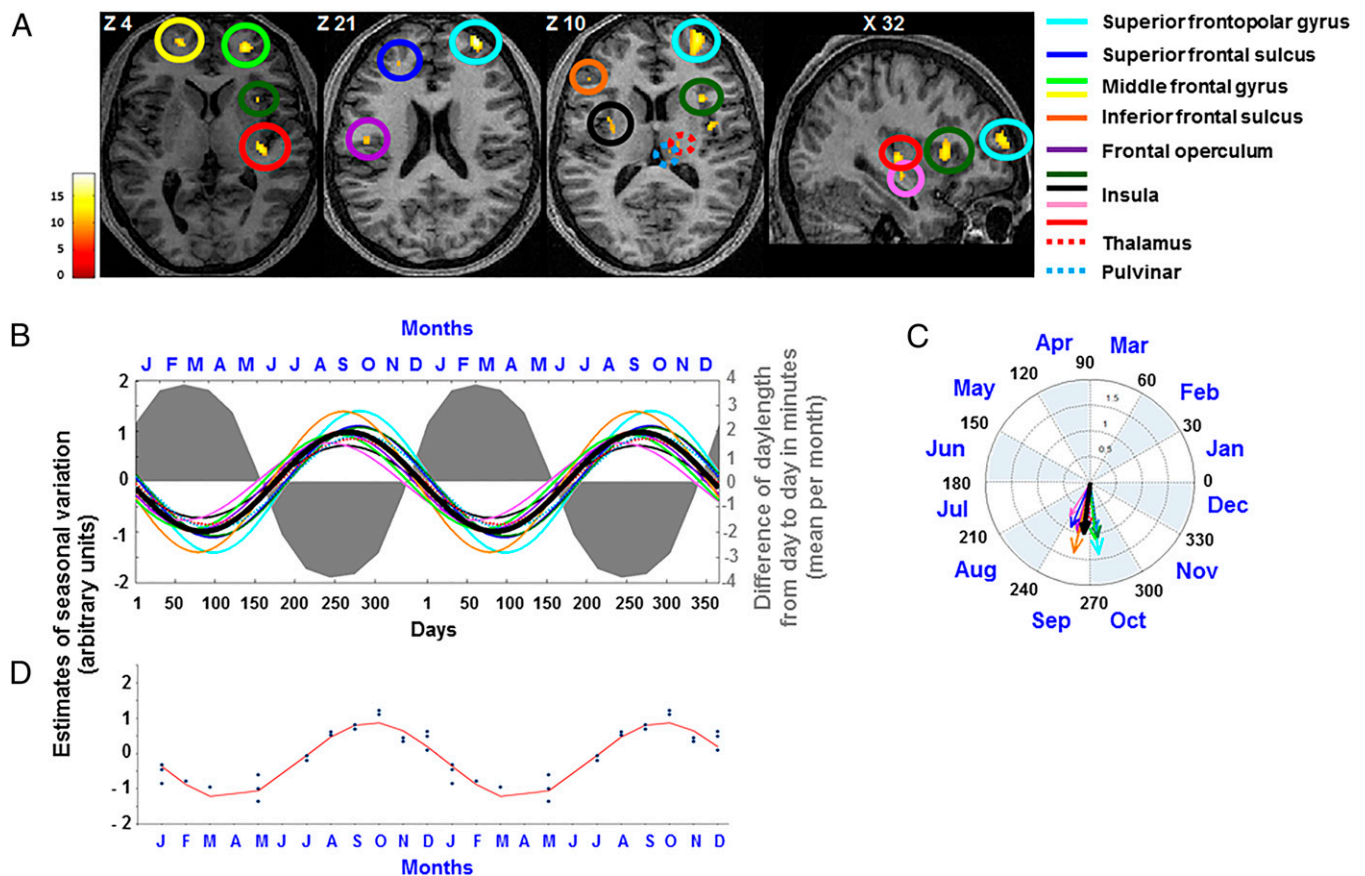 A
Z 4
Z 21
Z 10
X 32
15
10
5
0
Superior frontopolar gyrus
Superior frontal sulcus
Middle frontal gyrus
Inferior frontal sulcus
Frontal operculum
Insula
Thalamus
Pulvinar
B
Months
J F M A M J J A S O N D J F M A M J J A S O N D
2
1
0
-1
-2
4
3
2
1
0
-1
-2
-3
-4
1 50 100 150 200 250 300 1 50 100 150 200 250 300 350
Days
Estimates of seasonal variation
(arbitrary units)
Difference of daylength
from day to day in minutes
(mean per month)
C
Apr
90
Mar
120
60
May
Feb
150
30
1.5
1
0.5
Jun
Jan
180
0
Jul
Dec
210
330
Aug
Nov
240
300
270
Sep
Oct
D
2
1
0
- 1
- 2
J F M A M J J A S O N D J F M A M J J A S O N D
Months